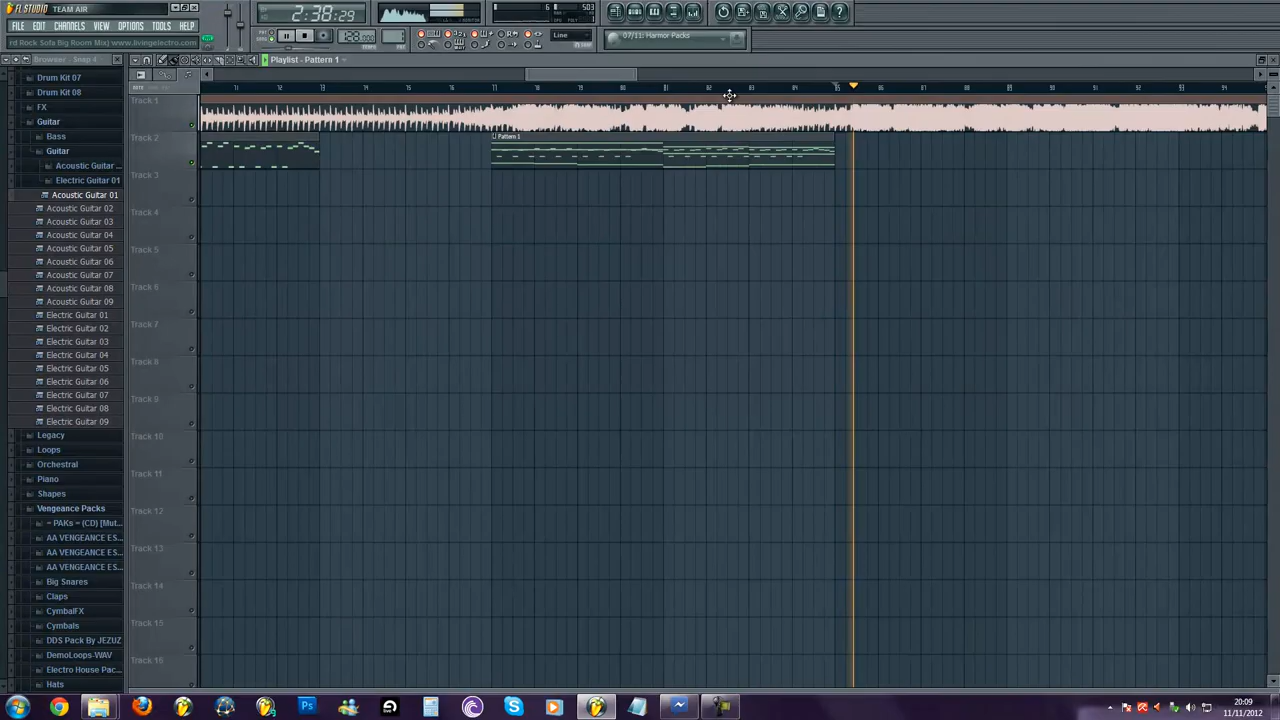 FL STUDIO TEAM AIR
FILE EDIT CHANNELS VIEW OPTIONS TOOLS HELP
rd Rock Sofa Big Room Mix) www.livingelectro.com
2:38:29
Line
07/11: Harmor Packs
Browser - Snap 4
Playlist - Pattern 1
Drum Kit 07
Drum Kit 08
FX
Guitar
Bass
Guitar
Acoustic Guitar ...
Electric Guitar 01
Acoustic Guitar 01
Acoustic Guitar 02
Acoustic Guitar 03
Acoustic Guitar 04
Acoustic Guitar 05
Acoustic Guitar 06
Acoustic Guitar 07
Acoustic Guitar 08
Acoustic Guitar 09
Electric Guitar 01
Electric Guitar 02
Electric Guitar 03
Electric Guitar 04
Electric Guitar 05
Electric Guitar 06
Electric Guitar 07
Electric Guitar 08
Electric Guitar 09
Legacy
Loops
Orchestral
Piano
Shapes
Vengeance Packs
= PAKs = (CD) [Mut...
AA VENGEANCE ES...
AA VENGEANCE ES...
AA VENGEANCE ES...
Big Snares
Claps
CymbalFX
Cymbals
DDS Pack By JEZUZ
DemoLoops-WAV
Electro House Pac...
Hats
Track 1
Track 2
Pattern 1
Track 3
Track 4
Track 5
Track 6
Track 7
Track 8
Track 9
Track 10
Track 11
Track 12
Track 13
Track 14
Track 15
Track 16
Ps
live
20:09
11/11/2012